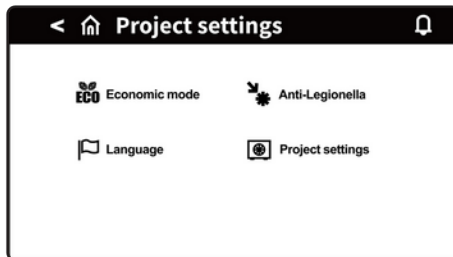 < Project settings
ECO Economic mode
Anti-Legionella
Language
Project settings